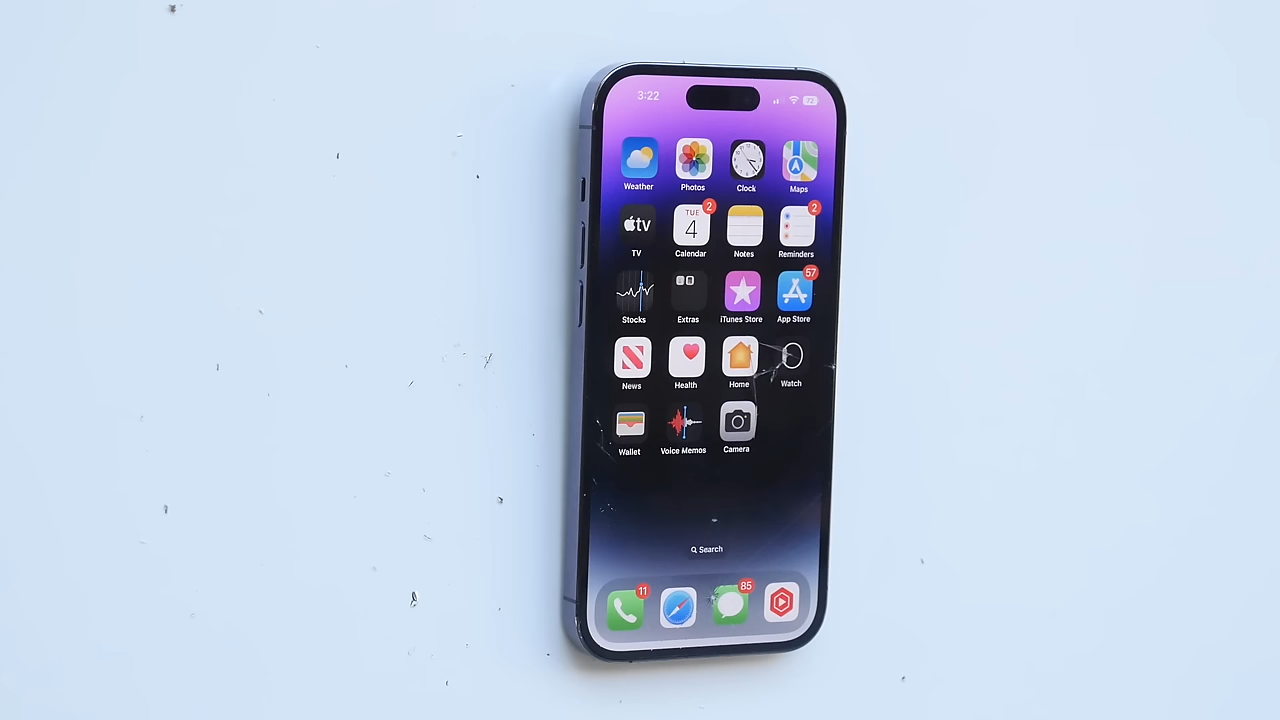 3:22
72
Weather
Photos
Clock
Maps
tv
TV
TUE
4
2
Calendar
Notes
2
Reminders
Stocks
Extras
iTunes Store
57
App Store
News
Health
Home
Watch
Wallet
Voice Memos
Camera
Search
11
85